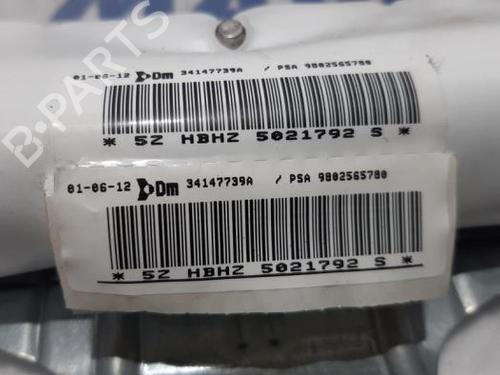 01-06-12 Dm 34147739A / PSA 9802565780
* 5Z HBHZ 5021792 S *
01-06-12 Dm 34147739A / PSA 9802565780
* 5Z HBHZ 5021792 S *
B-PARTS